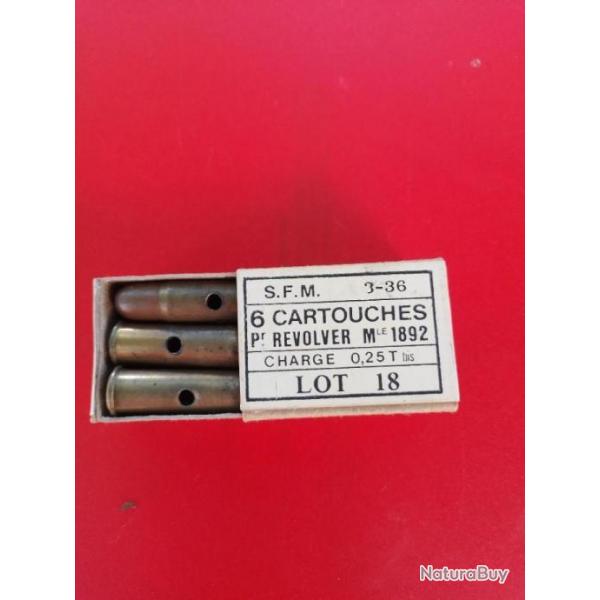 S.F.M. 3-36
6 CARTOUCHES
Pr REVOLVER MLE 1892
CHARGE 0,25 T bis
LOT 18
NaturaBuy